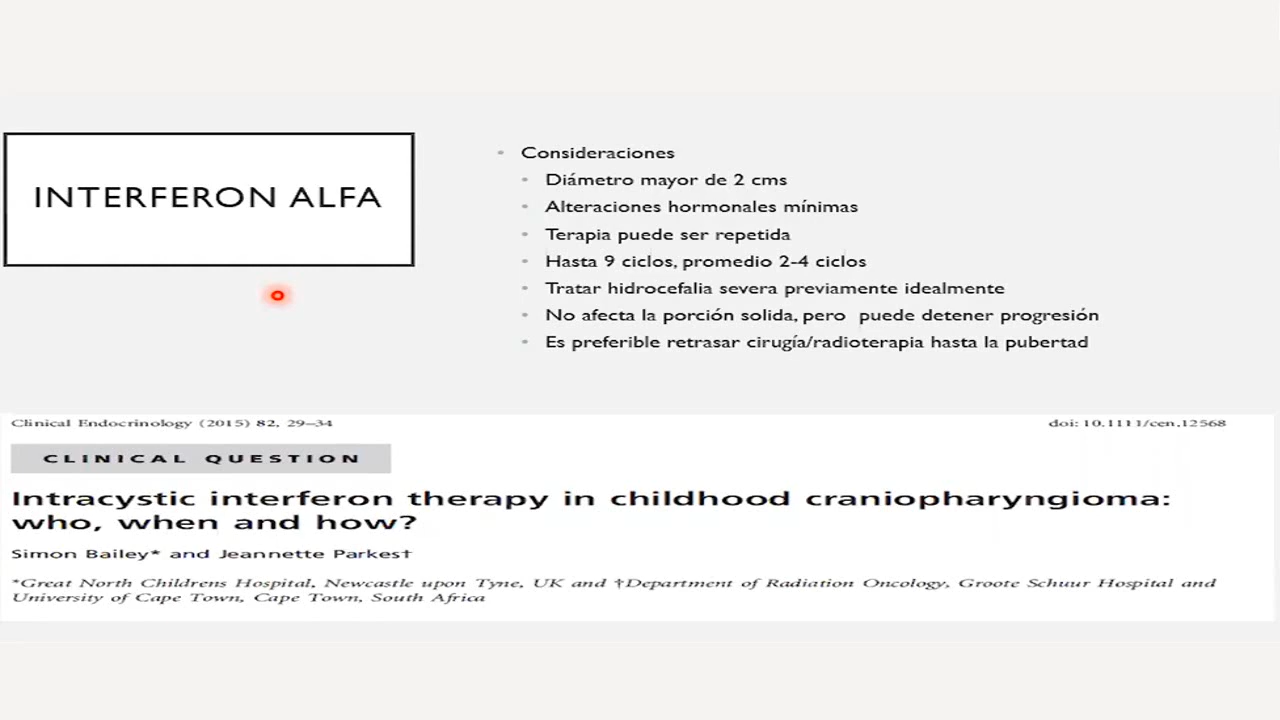 INTERFERON ALFA
Consideraciones
Diámetro mayor de 2 cms
Alteraciones hormonales mínimas
Terapia puede ser repetida
Hasta 9 ciclos, promedio 2-4 ciclos
Tratar hidrocefalia severa previamente idealmente
No afecta la porción solida, pero puede detener progresión
Es preferible retrasar cirugía/radioterapia hasta la pubertad
Clinical Endocrinology (2015) 82, 29–34
doi: 10.1111/cen.12568
CLINICAL QUESTION
Intracystic interferon therapy in childhood craniopharyngioma:
who, when and how?
Simon Bailey* and Jeannette Parkes†
*Great North Childrens Hospital, Newcastle upon Tyne, UK and †Department of Radiation Oncology, Groote Schuur Hospital and
University of Cape Town, Cape Town, South Africa